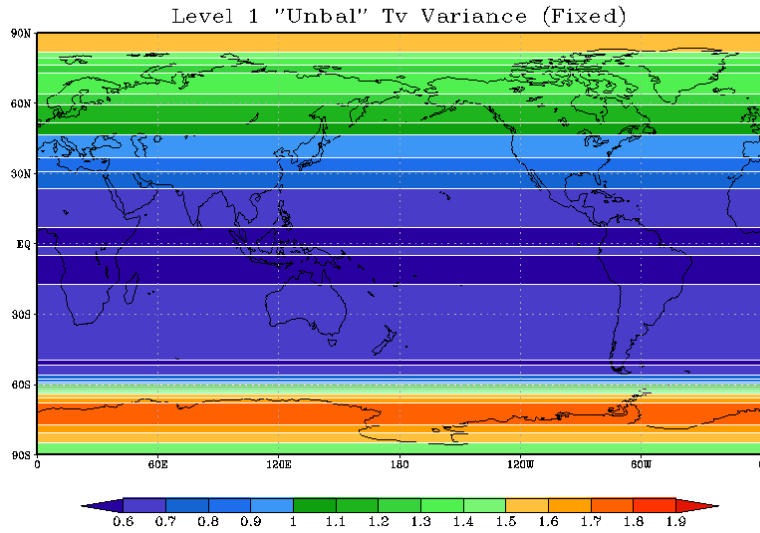 Level 1 "Unbal" Tv Variance (Fixed)
90N
60N
30N
EQ
30S
60S
90S
0 60E 120E 180 120W 60W 0
0.6 0.7 0.8 0.9 1 1.1 1.2 1.3 1.4 1.5 1.6 1.7 1.8 1.9